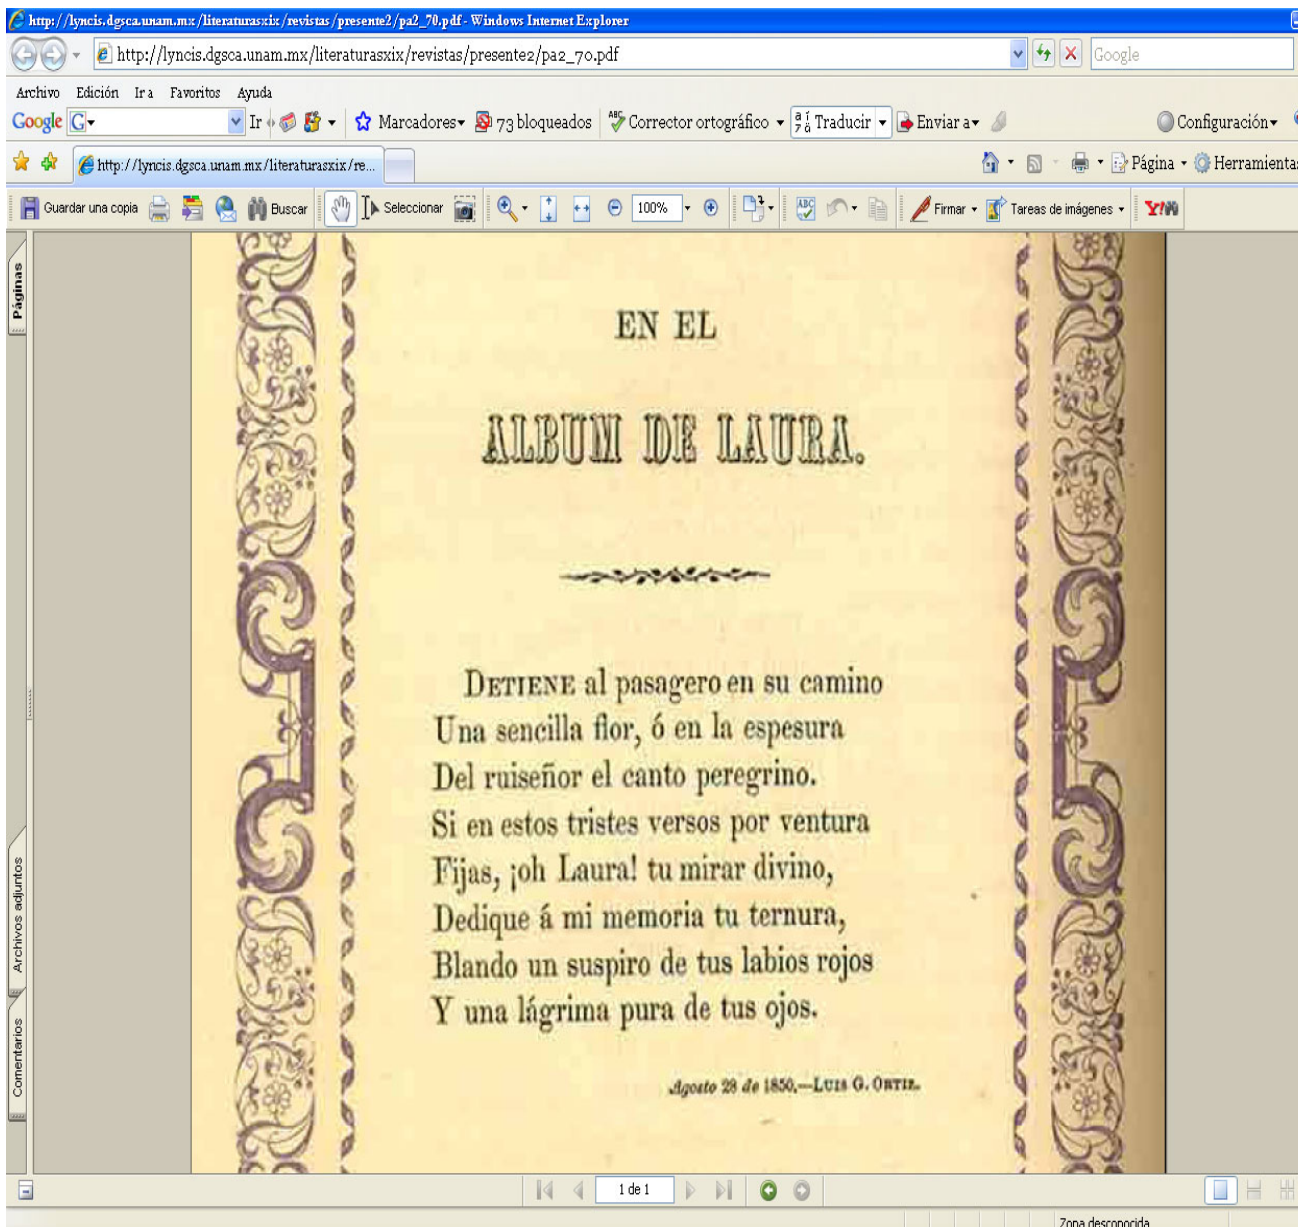 http://lyncis.dgsca.unam.mx/literaturasxix/revistas/presente2/pa2_70.pdf - Windows Internet Explorer
http://lyncis.dgsca.unam.mx/literaturasxix/revistas/presente2/pa2_70.pdf
Google
Archivo Edición Ir a Favoritos Ayuda
Google G Ir Marcadores 73 bloqueados ABC Corrector ortográfico Traducir Enviar a Configuración
http://lyncis.dgsca.unam.mx/literaturasxix/re... Página Herramientas
Guardar una copia Buscar Seleccionar 100% ABC Firmar Tareas de imágenes Y!
Páginas
Archivos adjuntos
Comentarios
EN EL
ALBUM DE LAURA.
DETIENE al pasagero en su camino
Una sencilla flor, ó en la espesura
Del ruiseñor el canto peregrino.
Si en estos tristes versos por ventura
Fijas, ¡oh Laura! tu mirar divino,
Dedique á mi memoria tu ternura,
Blando un suspiro de tus labios rojos
Y una lágrima pura de tus ojos.
Agosto 28 de 1850.—LUIS G. ORTIZ.
1 de 1
Zona desconocida